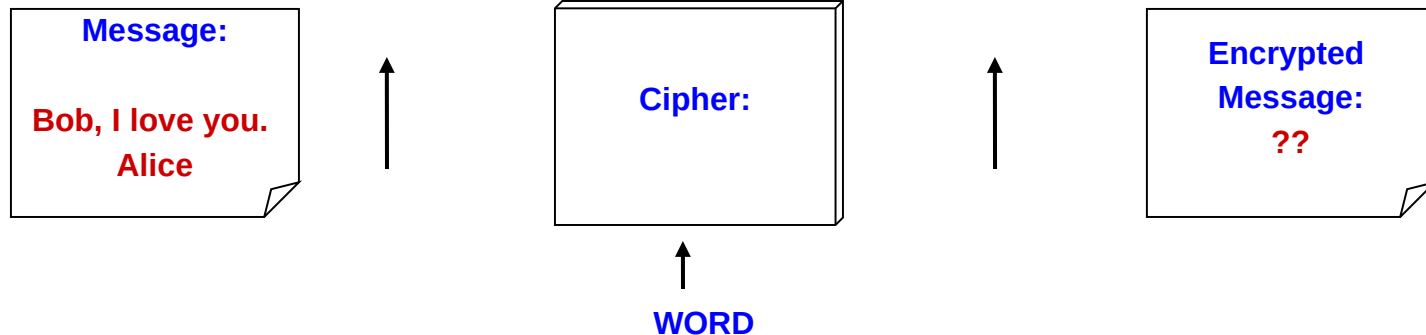 Message:
Bob, I love you.
Alice
Cipher:
WORD
Encrypted
Message:
??